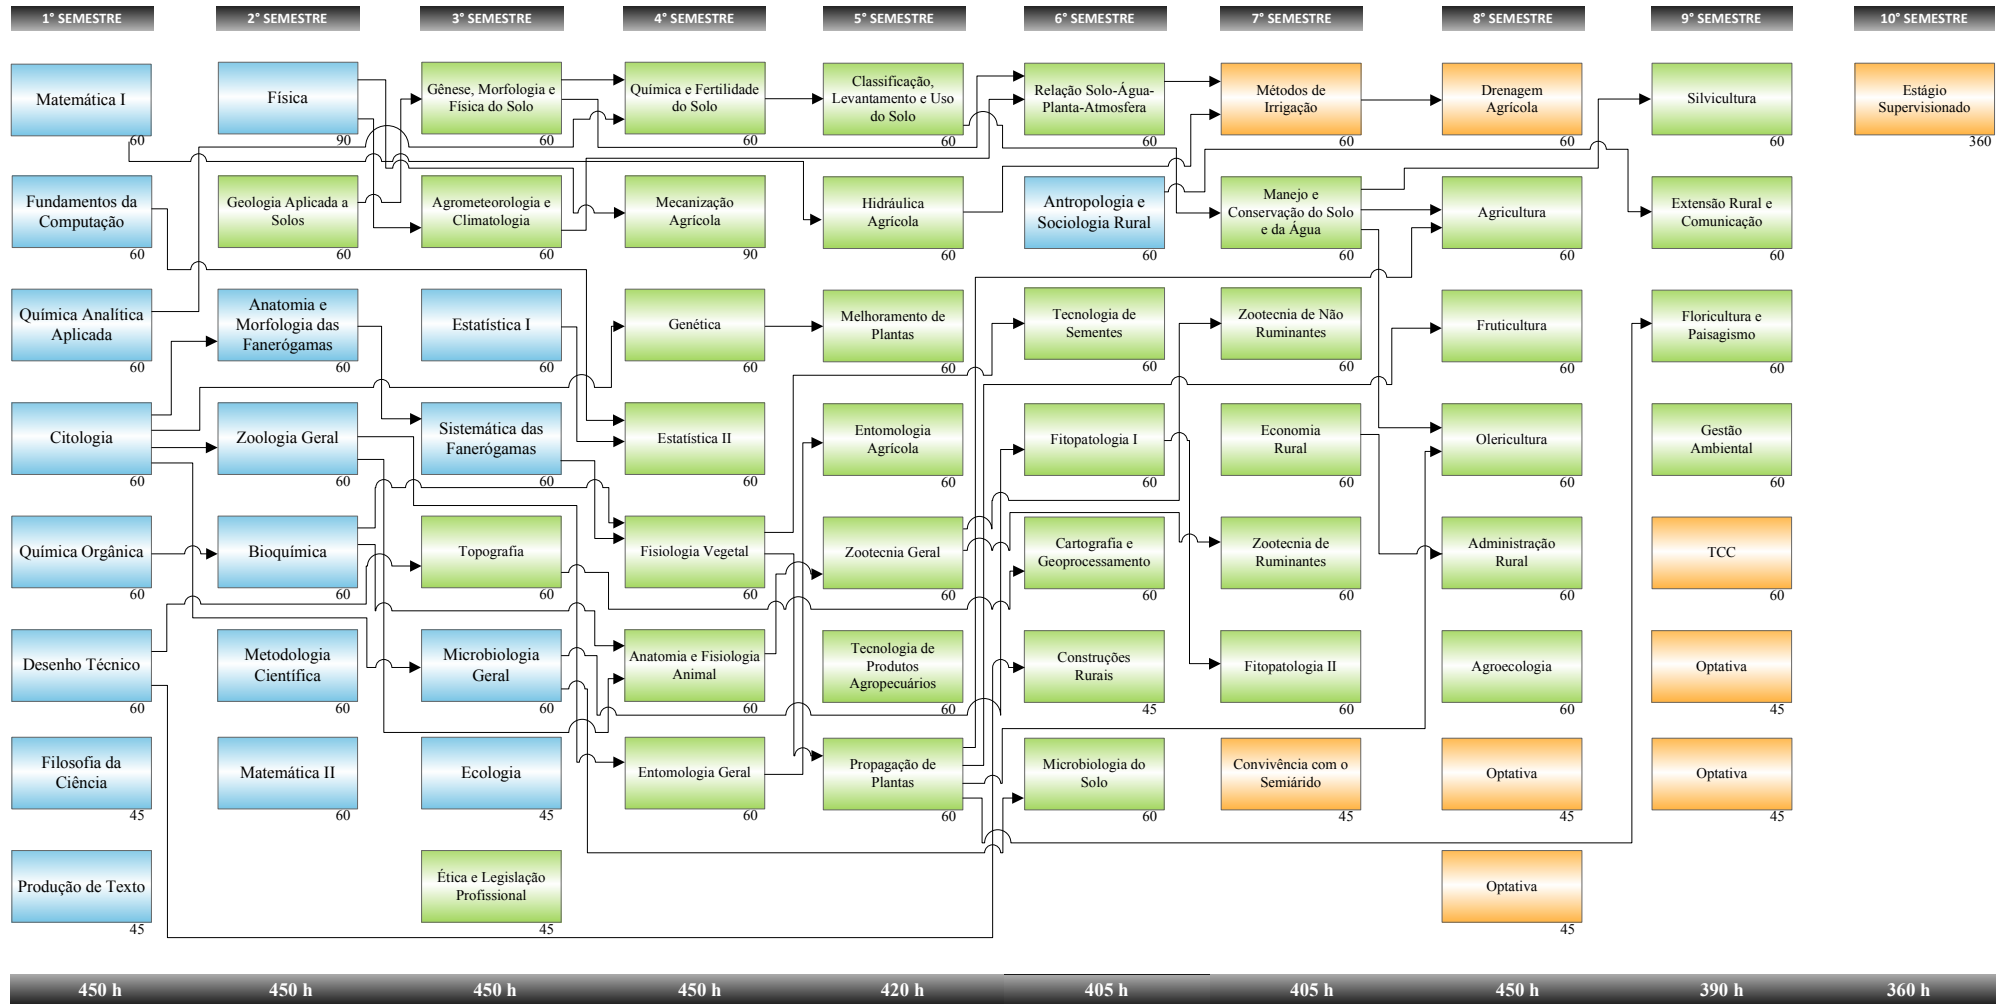 1° SEMESTRE
2° SEMESTRE
3° SEMESTRE
4° SEMESTRE
5° SEMESTRE
6° SEMESTRE
7° SEMESTRE
8° SEMESTRE
9° SEMESTRE
10° SEMESTRE
Matemática I
60
Física
90
Gênese, Morfologia e
Física do Solo
60
Química e Fertilidade
do Solo
60
Classificação,
Levantamento e Uso
do Solo
60
Relação Solo-Água-
Planta-Atmosfera
60
Métodos de
Irrigação
60
Drenagem
Agrícola
60
Silvicultura
60
Estágio
Supervisionado
360
Fundamentos da
Computação
60
Geologia Aplicada a
Solos
60
Agrometeorologia e
Climatologia
60
Mecanização
Agrícola
90
Hidráulica
Agrícola
60
Antropologia e
Sociologia Rural
60
Manejo e
Conservação do Solo
e da Água
60
Agricultura
60
Extensão Rural e
Comunicação
60
Química Analítica
Aplicada
60
Anatomia e
Morfologia das
Fanerógamas
60
Estatística I
60
Genética
60
Melhoramento de
Plantas
60
Tecnologia de
Sementes
60
Zootecnia de Não
Ruminantes
60
Fruticultura
60
Floricultura e
Paisagismo
60
Citologia
60
Zoologia Geral
60
Sistemática das
Fanerógamas
60
Estatística II
60
Entomologia
Agrícola
60
Fitopatologia I
60
Economia
Rural
60
Olericultura
60
Gestão
Ambiental
60
Química Orgânica
60
Bioquímica
60
Topografia
60
Fisiologia Vegetal
60
Zootecnia Geral
60
Cartografia e
Geoprocessamento
60
Zootecnia de
Ruminantes
60
Administração
Rural
60
TCC
60
Desenho Técnico
60
Metodologia
Científica
60
Microbiologia
Geral
60
Anatomia e Fisiologia
Animal
60
Tecnologia de
Produtos
Agropecuários
60
Construções
Rurais
45
Fitopatologia II
60
Agroecologia
60
Optativa
45
Filosofia da
Ciência
45
Matemática II
60
Ecologia
45
Entomologia Geral
60
Propagação de
Plantas
60
Microbiologia do
Solo
60
Convivência com o
Semiárido
45
Optativa
45
Optativa
45
Produção de Texto
45
Ética e Legislação
Profissional
45
Optativa
45
450 h
450 h
450 h
450 h
420 h
405 h
405 h
450 h
390 h
360 h